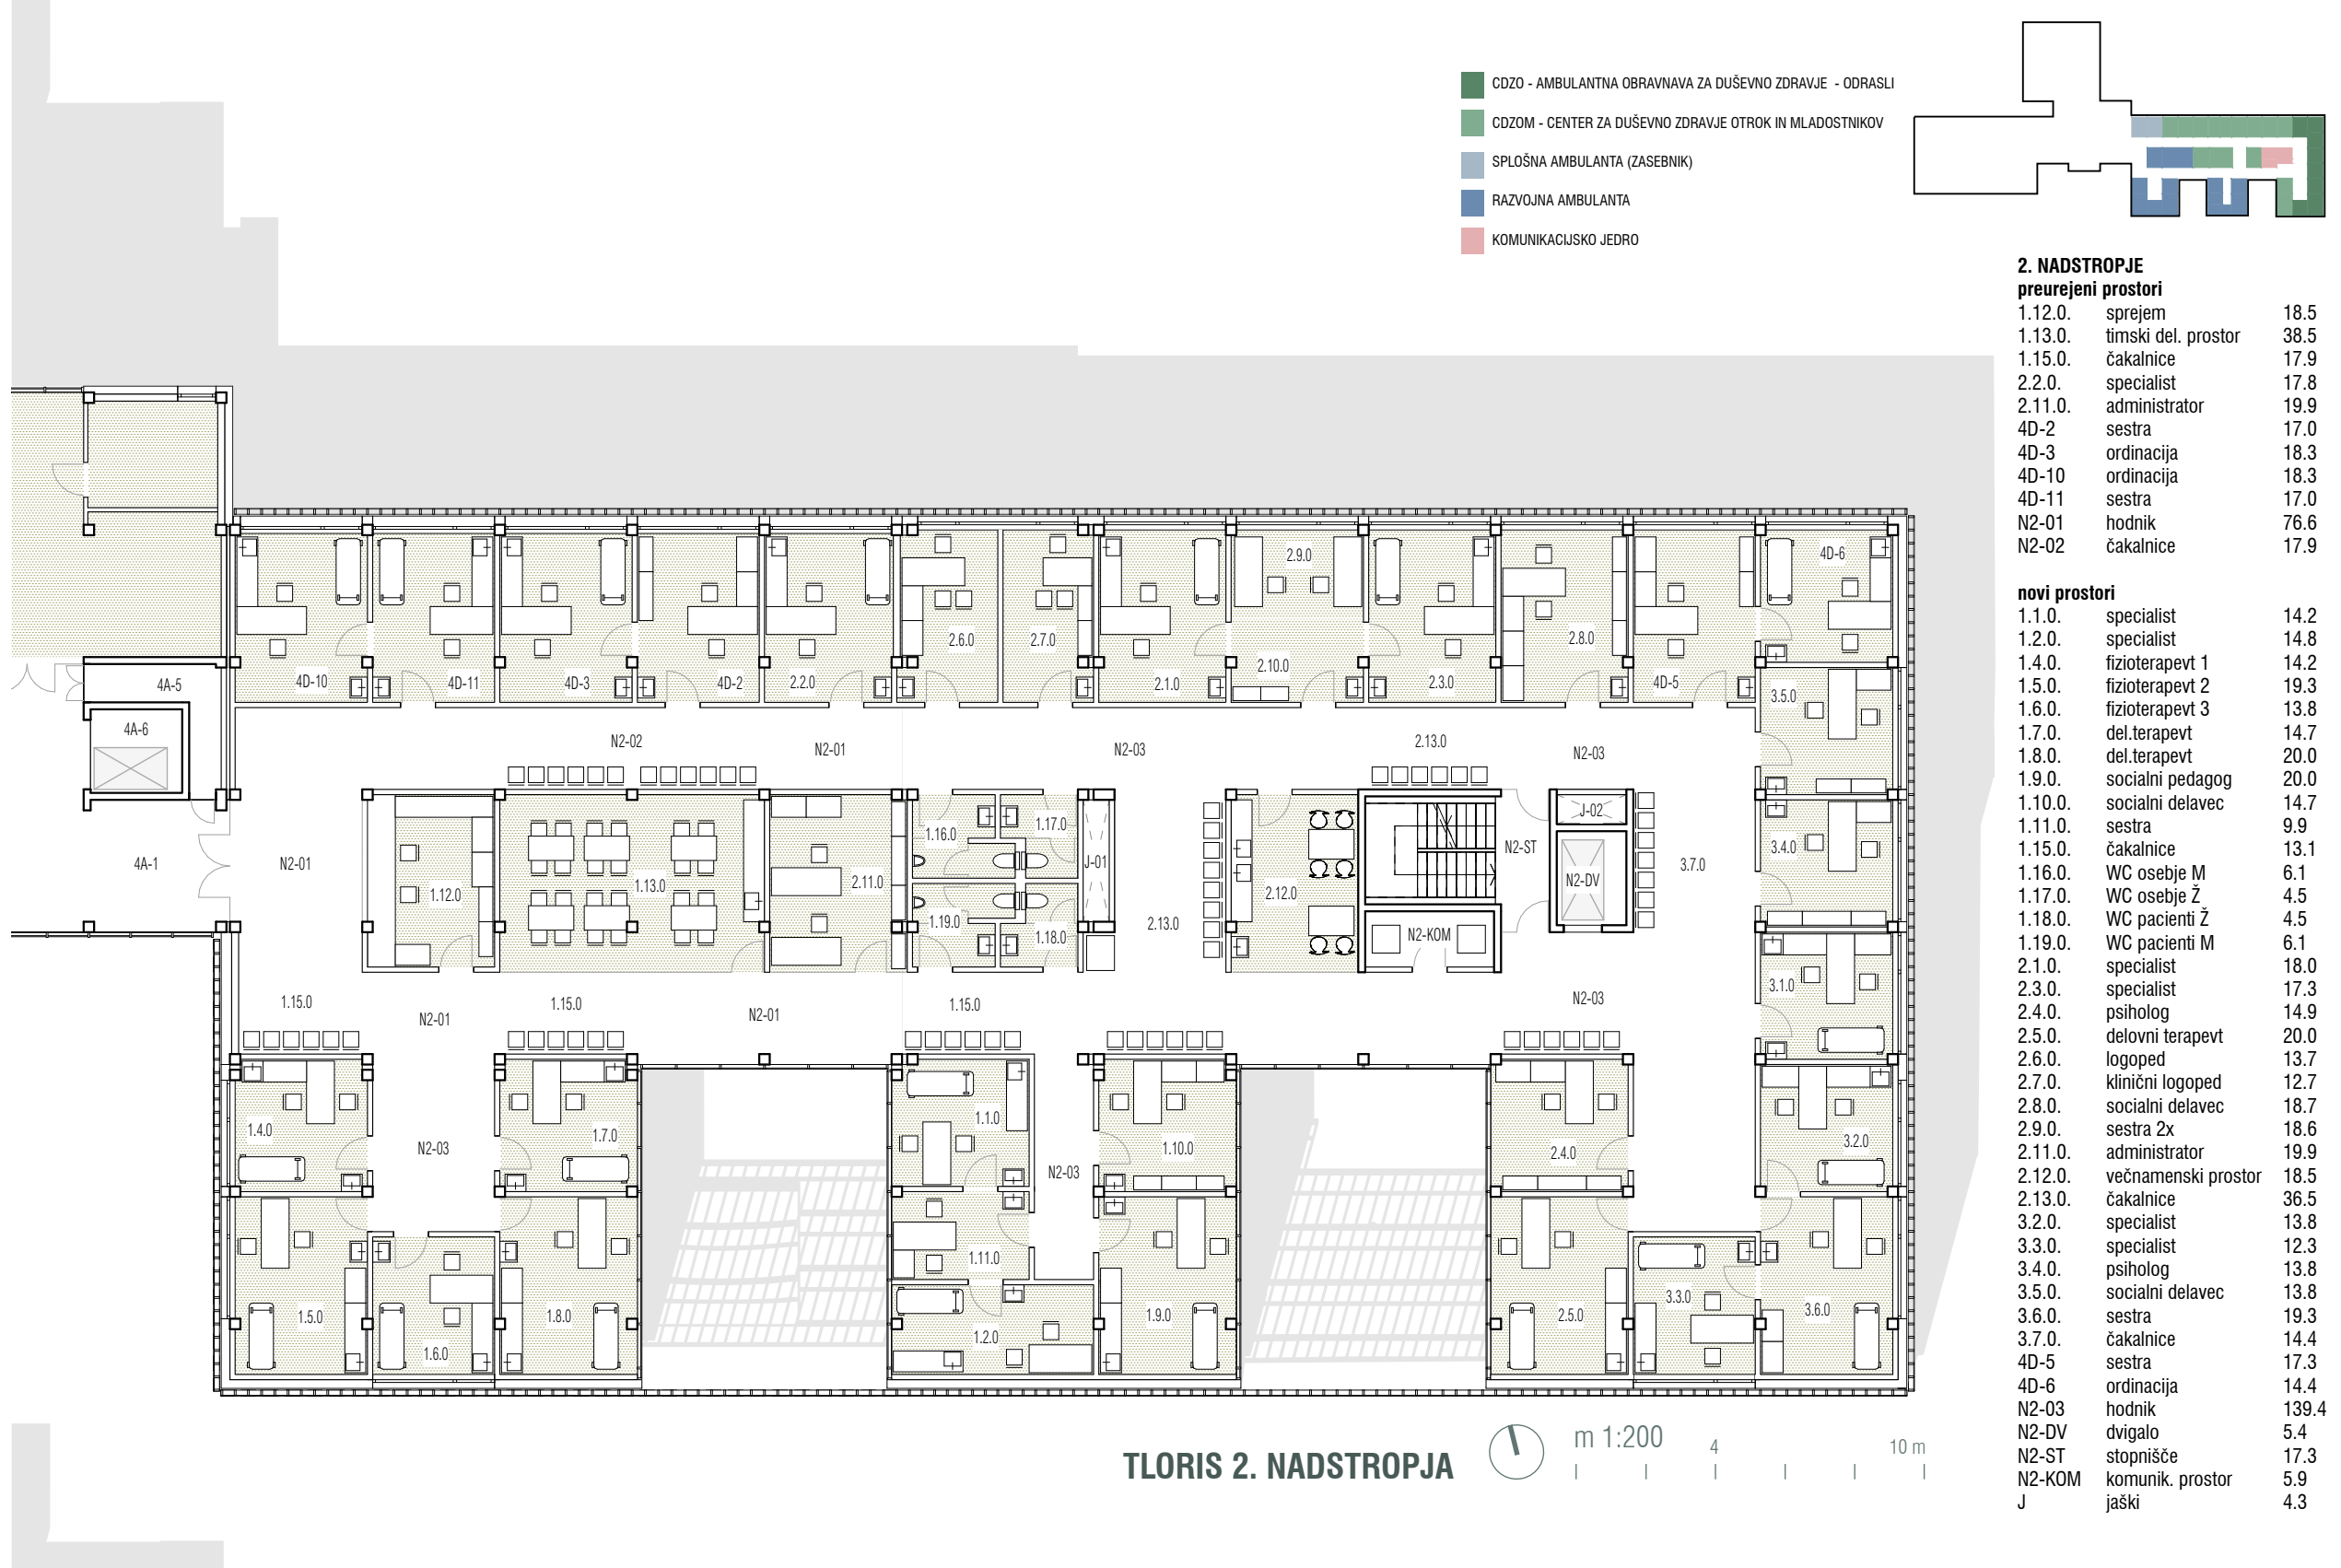 CDZO - AMBULANTNA OBRAVNAVA ZA DUŠEVNO ZDRAVJE - ODRASLI
CDZOM - CENTER ZA DUŠEVNO ZDRAVJE OTROK IN MLADOSTNIKOV
SPLOŠNA AMBULANTA (ZASEBNIK)
RAZVOJNA AMBULANTA
KOMUNIKACIJSKO JEDRO
2. NADSTROPJE
preurejeni prostori
1.12.0. sprejem 18.5
1.13.0. timski del. prostor 38.5
1.15.0. čakalnice 17.9
2.2.0. specialist 17.8
2.11.0. administrator 19.9
4D-2 sestra 17.0
4D-3 ordinacija 18.3
4D-10 ordinacija 18.3
4D-11 sestra 17.0
N2-01 hodnik 76.6
N2-02 čakalnice 17.9
novi prostori
1.1.0. specialist 14.2
1.2.0. specialist 14.8
1.4.0. fizioterapevt 1 14.2
1.5.0. fizioterapevt 2 19.3
1.6.0. fizioterapevt 3 13.8
1.7.0. del.terapevt 14.7
1.8.0. del.terapevt 20.0
1.9.0. socialni pedagog 20.0
1.10.0. socialni delavec 14.7
1.11.0. sestra 9.9
1.15.0. čakalnice 13.1
1.16.0. WC osebje M 6.1
1.17.0. WC osebje Ž 4.5
1.18.0. WC pacienti Ž 4.5
1.19.0. WC pacienti M 6.1
2.1.0. specialist 18.0
2.3.0. specialist 17.3
2.4.0. psiholog 14.9
2.5.0. delovni terapevt 20.0
2.6.0. logoped 13.7
2.7.0. klinični logoped 12.7
2.8.0. socialni delavec 18.7
2.9.0. sestra 2x 18.6
2.11.0. administrator 19.9
2.12.0. večnamenski prostor 18.5
2.13.0. čakalnice 36.5
3.2.0. specialist 13.8
3.3.0. specialist 12.3
3.4.0. psiholog 13.8
3.5.0. socialni delavec 13.8
3.6.0. sestra 19.3
3.7.0. čakalnice 14.4
4D-5 sestra 17.3
4D-6 ordinacija 14.4
N2-03 hodnik 139.4
N2-DV dvigalo 5.4
N2-ST stopnišče 17.3
N2-KOM komunik. prostor 5.9
J jaški 4.3
2.9.0 4D-6
2.6.0 2.7.0 2.8.0
2.10.0
4D-10 4D-11 4D-3 4D-2 2.2.0 2.1.0 2.3.0 4D-5
4A-5 3.5.0
4A-6
N2-02 N2-01 N2-03 2.13.0 N2-03
1.16.0 1.17.0 J-02
4A-1 N2-01 J-01 N2-ST 3.4.0
3.7.0
1.12.0 1.13.0 2.11.0 2.12.0 N2-DV
1.19.0 1.18.0 2.13.0 N2-KOM
3.1.0
1.15.0 1.15.0 1.15.0 N2-03
N2-01 N2-01
1.4.0 1.7.0 1.1.0
N2-03 1.10.0 2.4.0 3.2.0
N2-03
1.11.0
1.5.0 1.8.0 1.9.0 2.5.0 3.3.0 3.6.0
1.6.0 1.2.0
TLORIS 2. NADSTROPJA
m 1:200
4 10 m